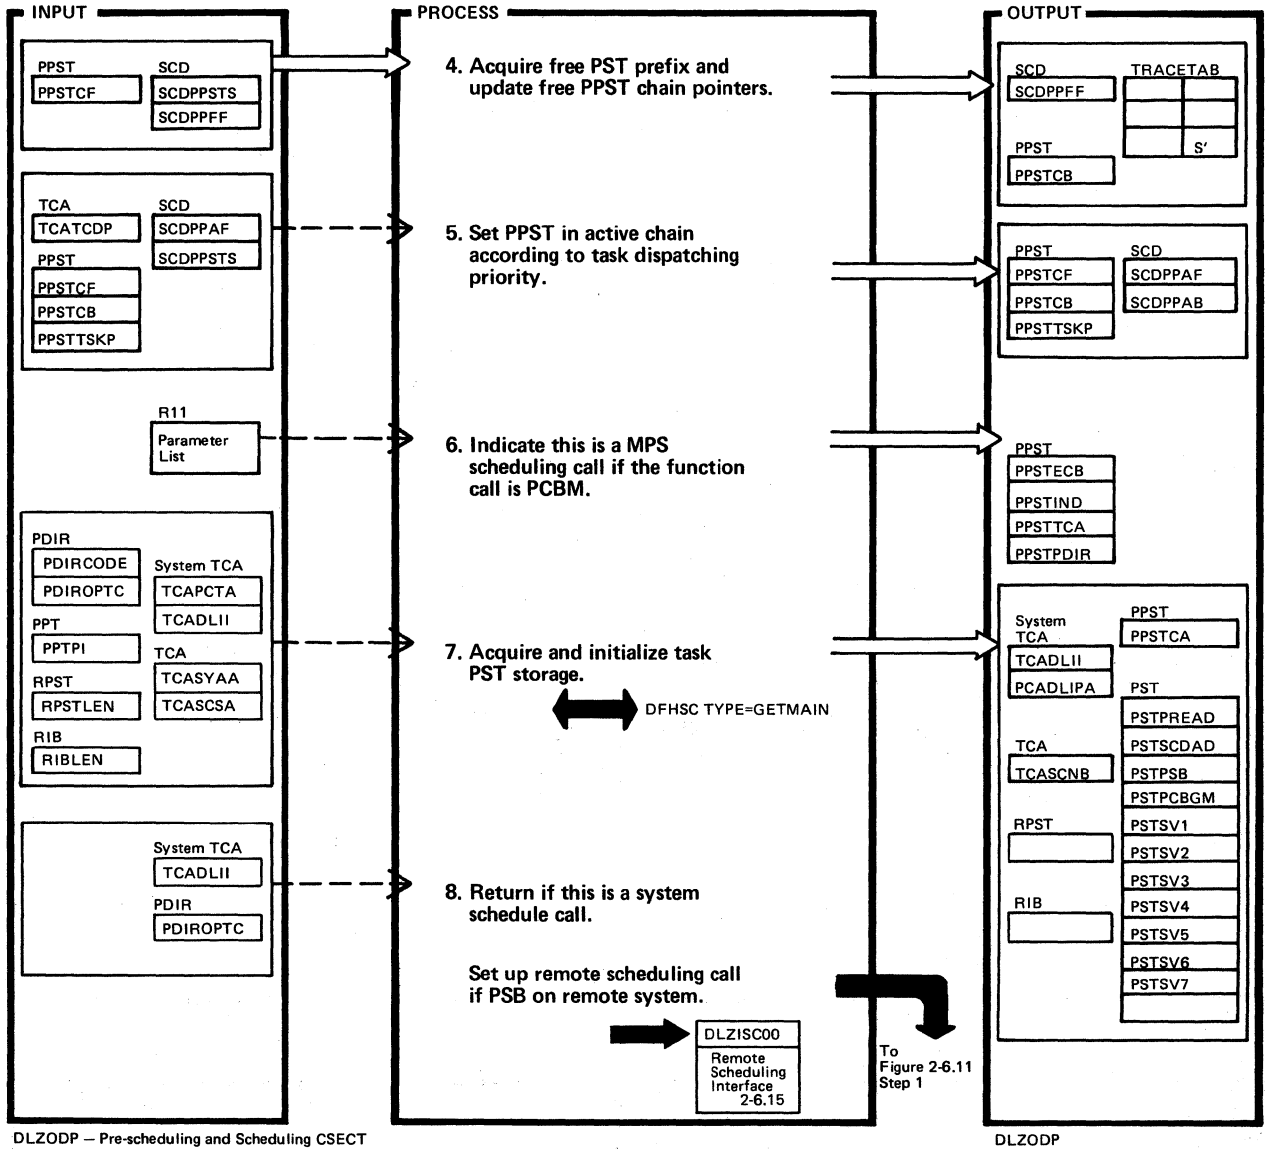 INPUT
PROCESS
OUTPUT
PPST
PPSTCF
SCD
SCDPPSTS
SCDPPFF
4. Acquire free PST prefix and
update free PPST chain pointers.
SCD
SCDPPFF
TRACETAB
S'
PPST
PPSTCB
TCA
TCATCDP
PPST
PPSTCF
PPSTCB
PPSTTSKP
SCD
SCDPPAF
SCDPPSTS
5. Set PPST in active chain
according to task dispatching
priority.
PPST
PPSTCF
PPSTCB
PPSTTSKP
SCD
SCDPPAF
SCDPPAB
R11
Parameter
List
6. Indicate this is a MPS
scheduling call if the function
call is PCBM.
PPST
PPSTECB
PPSTIND
PPSTTCA
PPSTPDIR
PDIR
PDIRCODE
PDIROPTC
PPT
PPTPI
RPST
RPSTLEN
RIB
RIBLEN
System TCA
TCAPCTA
TCADLII
TCA
TCASYAA
TCASCSA
7. Acquire and initialize task
PST storage.
DFHSC TYPE=GETMAIN
System
TCA
TCADLII
PCADLIPA
TCA
TCASCNB
RPST
RIB
PPST
PPSTCA
PST
PSTPREAD
PSTSCDAD
PSTPSB
PSTPCBGM
PSTSV1
PSTSV2
PSTSV3
PSTSV4
PSTSV5
PSTSV6
PSTSV7
System TCA
TCADLII
PDIR
PDIROPTC
8. Return if this is a system
schedule call.
Set up remote scheduling call
if PSB on remote system.
DLZISC00
Remote
Scheduling
Interface
2-6.15
To
Figure 2-6.11
Step 1
DLZODP — Pre-scheduling and Scheduling CSECT
DLZODP